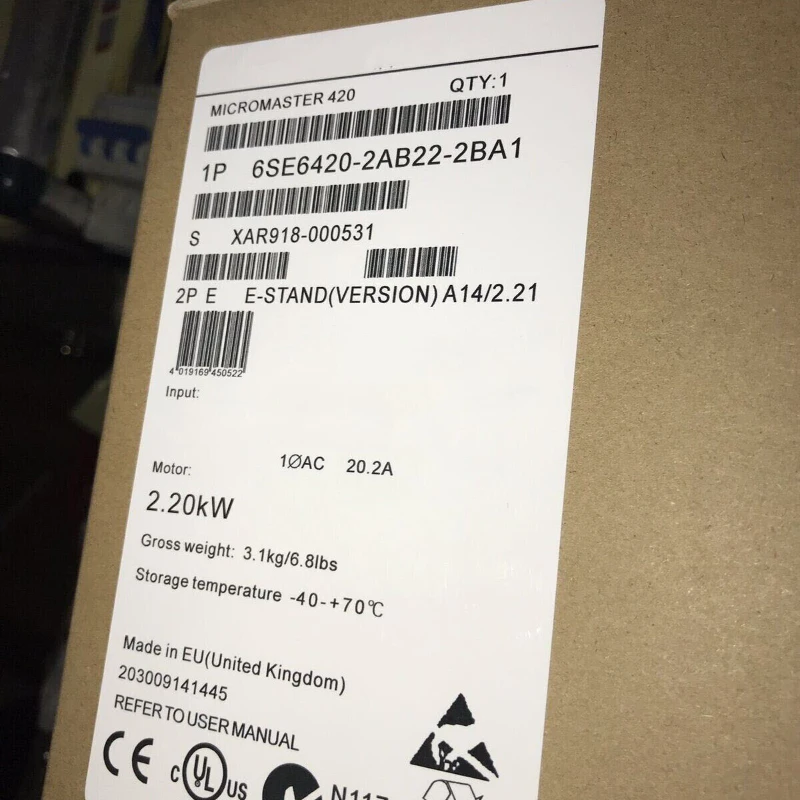 MICROMASTER 420 QTY:1
1P 6SE6420-2AB22-2BA1
S XAR918-000531
2P E E-STAND(VERSION) A14/2.21
4 019169 450522
Input:
1ØAC 20.2A
Motor:
2.20kW
Gross weight: 3.1kg/6.8lbs
Storage temperature -40-+70℃
Made in EU(United Kingdom)
203009141445
REFER TO USER MANUAL
CE c UL US